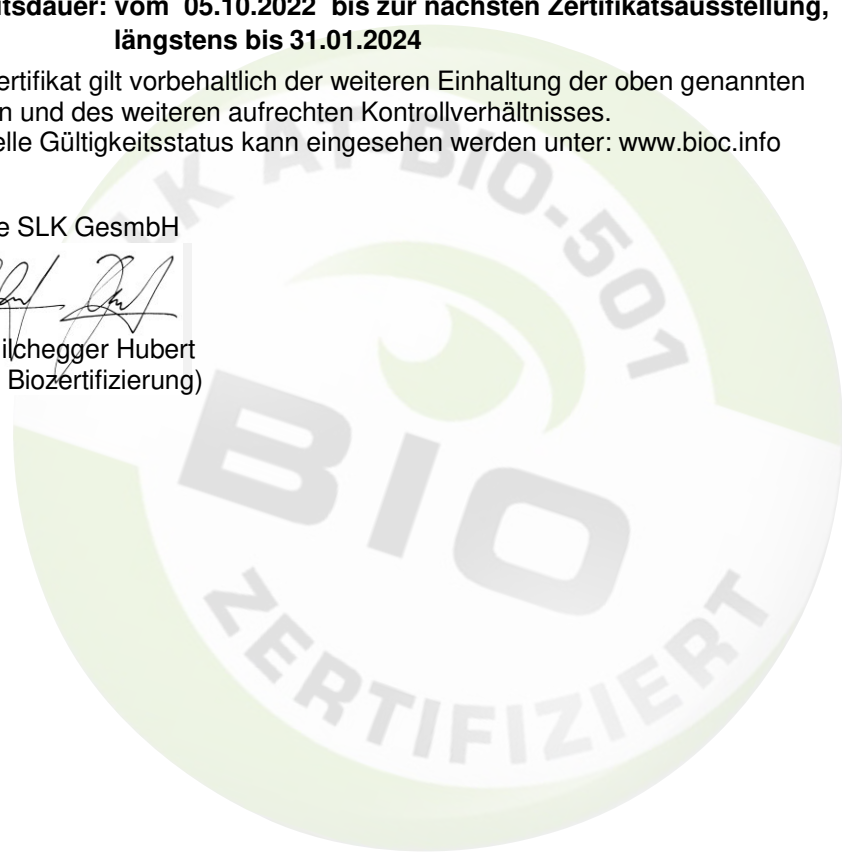 itsdauer: vom 05.10.2022 bis zur nächsten Zertifikatsausstellung,
längstens bis 31.01.2024
ertifikat gilt vorbehaltlich der weiteren Einhaltung der oben genannten
n und des weiteren aufrechten Kontrollverhältnisses.
elle Gültigkeitsstatus kann eingesehen werden unter: www.bioc.info
e SLK GesmbH
ilchegger Hubert
Biozertifizierung)
SLK AT BIO-501
BIO
ZERTIFIZIERT